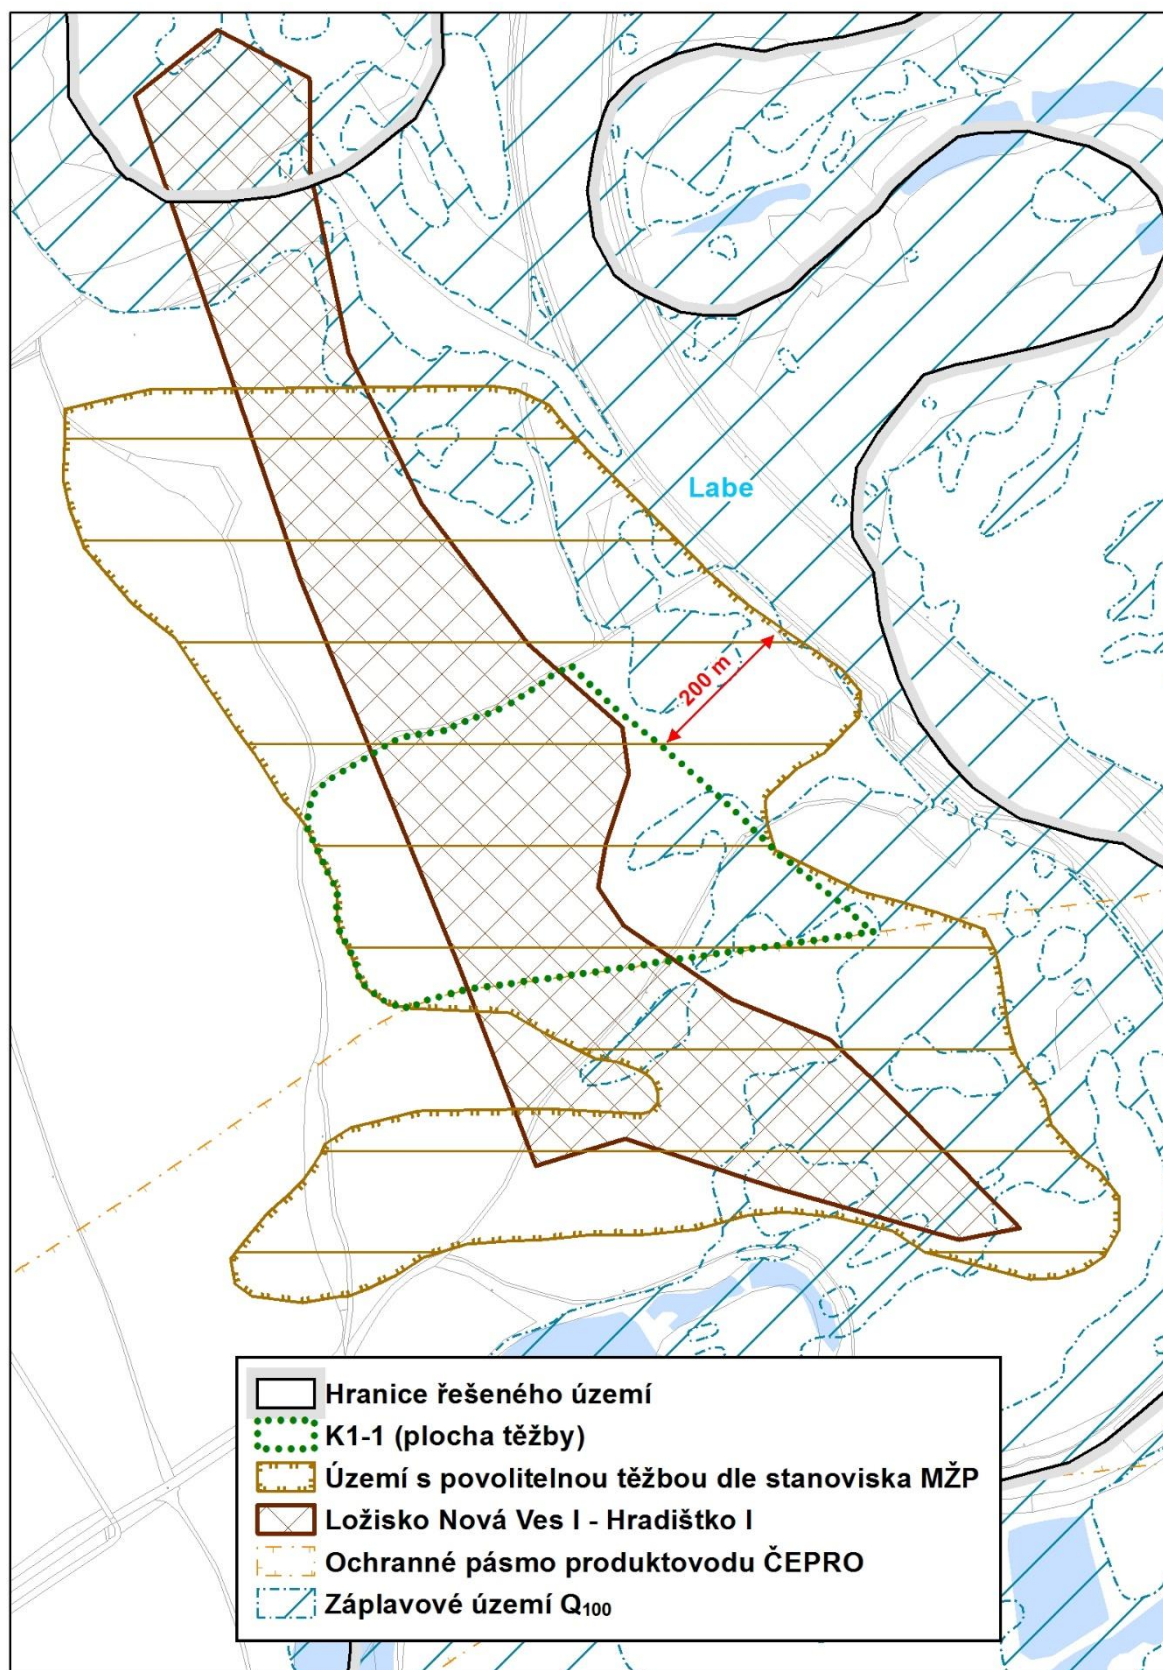 Labe
200 m
Hranice řešeného území
K1-1 (plocha těžby)
Území s povolitelnou těžbou dle stanoviska MŽP
Ložisko Nová Ves I - Hradištko I
Ochranné pásmo produktovodu ČEPRO
Záplavové území Q₁₀₀